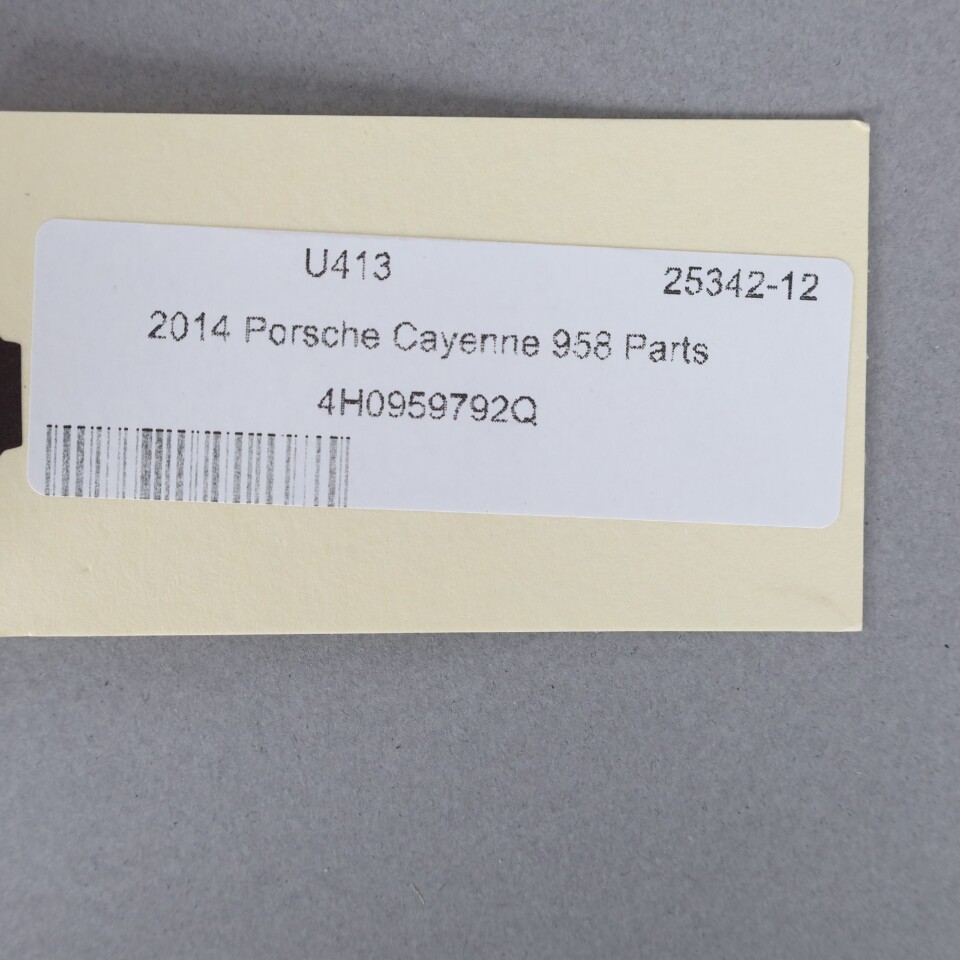 U413 25342-12
2014 Porsche Cayenne 958 Parts
4H0959792Q